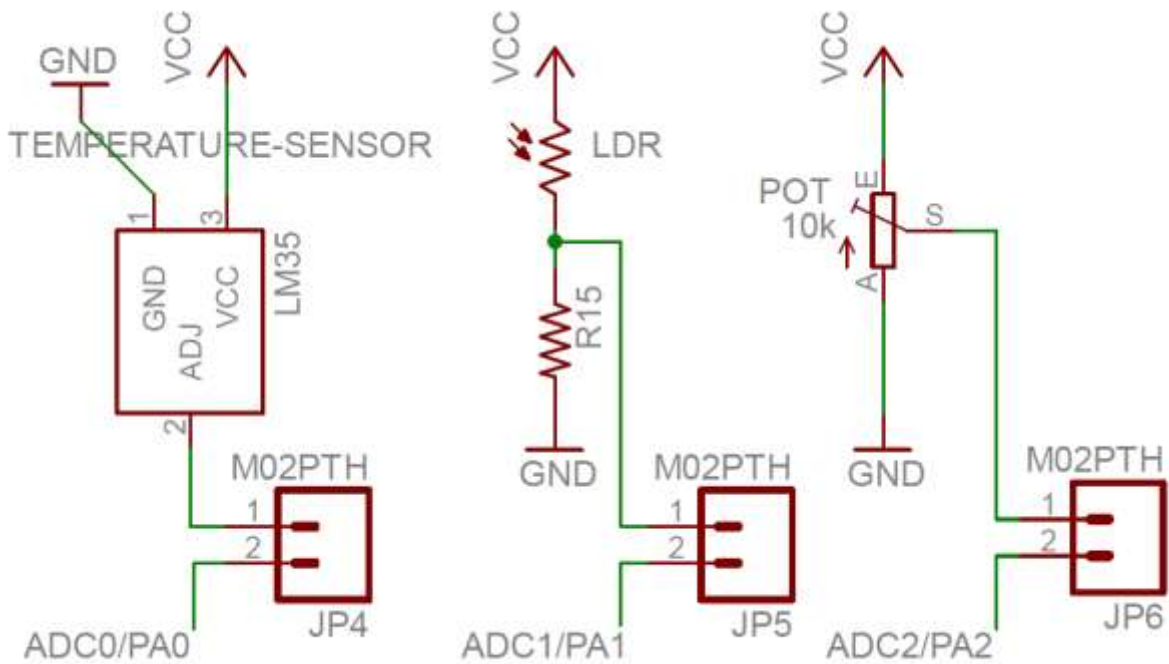 GND
VCC
TEMPERATURE-SENSOR
1
3
GND
ADJ
VCC
LM35
2
M02PTH
1
2
JP4
ADC0/PA0
VCC
LDR
R15
GND
M02PTH
1
2
JP5
ADC1/PA1
VCC
POT
10k
E
S
A
GND
M02PTH
1
2
JP6
ADC2/PA2